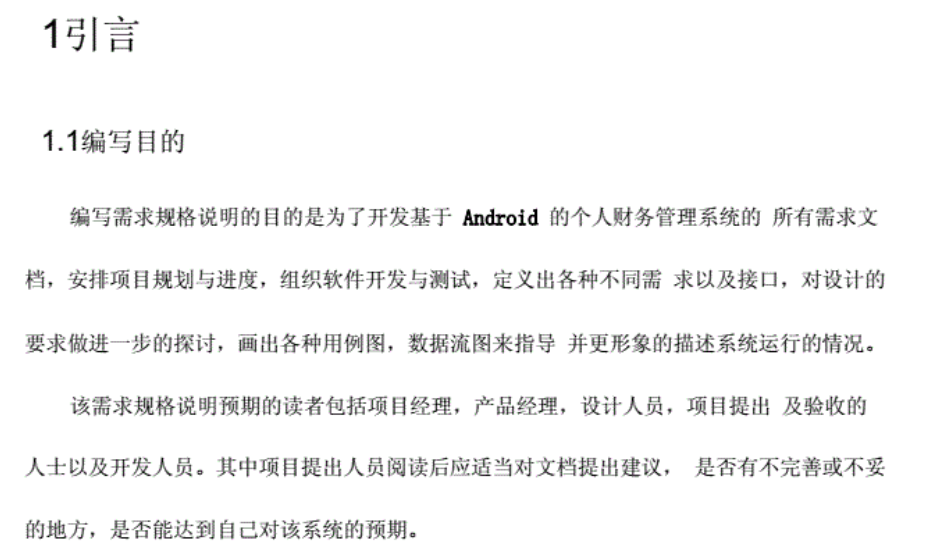 1引言
1.1编写目的
编写需求规格说明的目的是为了开发基于 Android 的个人财务管理系统的 所有需求文
档，安排项目规划与进度，组织软件开发与测试，定义出各种不同需 求以及接口，对设计的
要求做进一步的探讨，画出各种用例图，数据流图来指导 并更形象的描述系统运行的情况。
该需求规格说明预期的读者包括项目经理，产品经理，设计人员，项目提出 及验收的
人士以及开发人员。其中项目提出人员阅读后应适当对文档提出建议， 是否有不完善或不妥
的地方，是否能达到自己对该系统的预期。